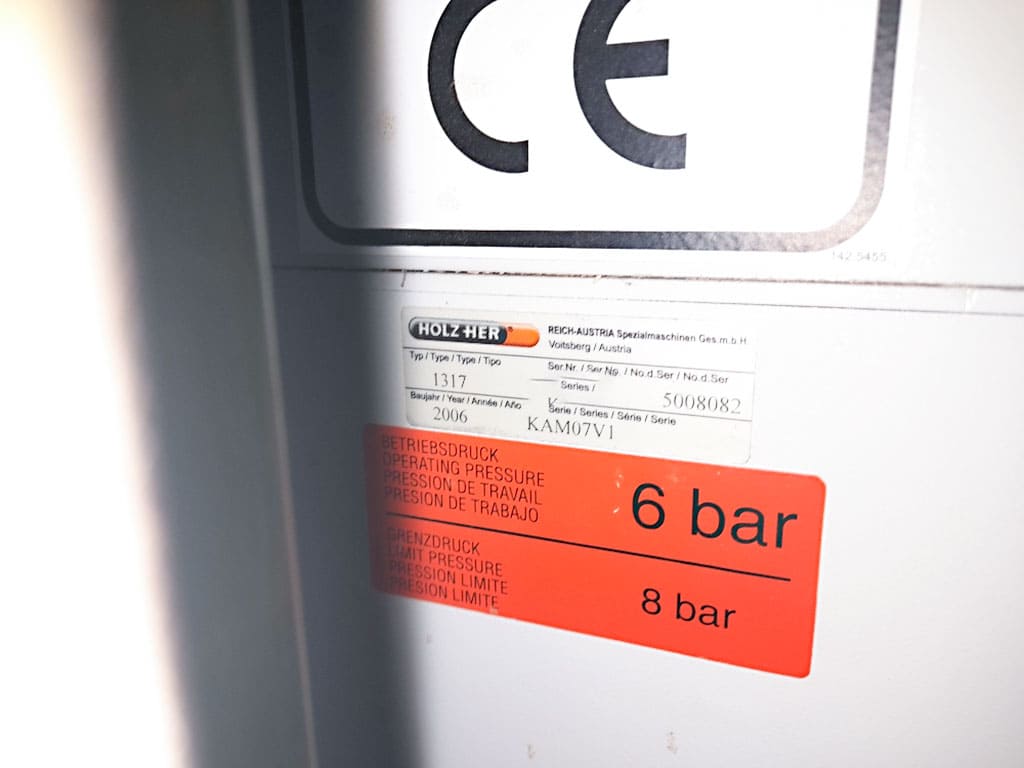 CE
142.5455
HOLZ HER
REICH-AUSTRIA Spezialmaschinen Ges.m.b.H
Voitsberg / Austria
Typ / Type / Type / Tipo
1317
Ser.Nr. / Ser No. / No.d.Ser / No.d.Ser
Series /
K
5008082
Baujahr / Year / Année / Año
2006
Serie / Series / Série / Serie
KAM07V1
BETRIEBSDRUCK
OPERATING PRESSURE
PRESSION DE TRAVAIL
PRESION DE TRABAJO
6 bar
GRENZDRUCK
LIMIT PRESSURE
PRESSION LIMITE
PRESION LIMITE
8 bar